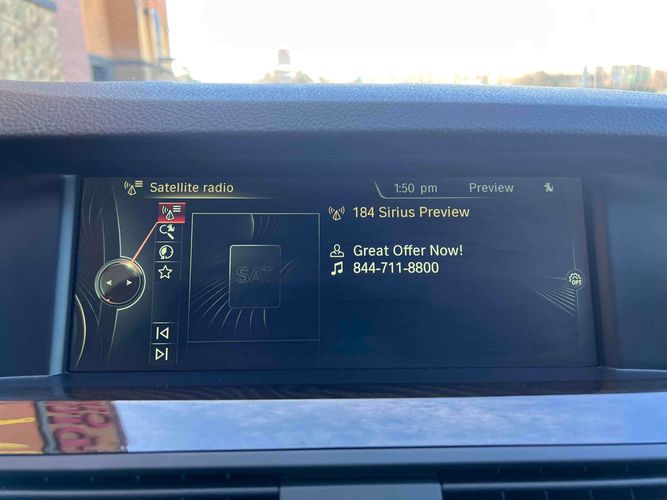 Satellite radio
1:50 pm
Preview
184 Sirius Preview
SAT
Great Offer Now!
844-711-8800
OPT